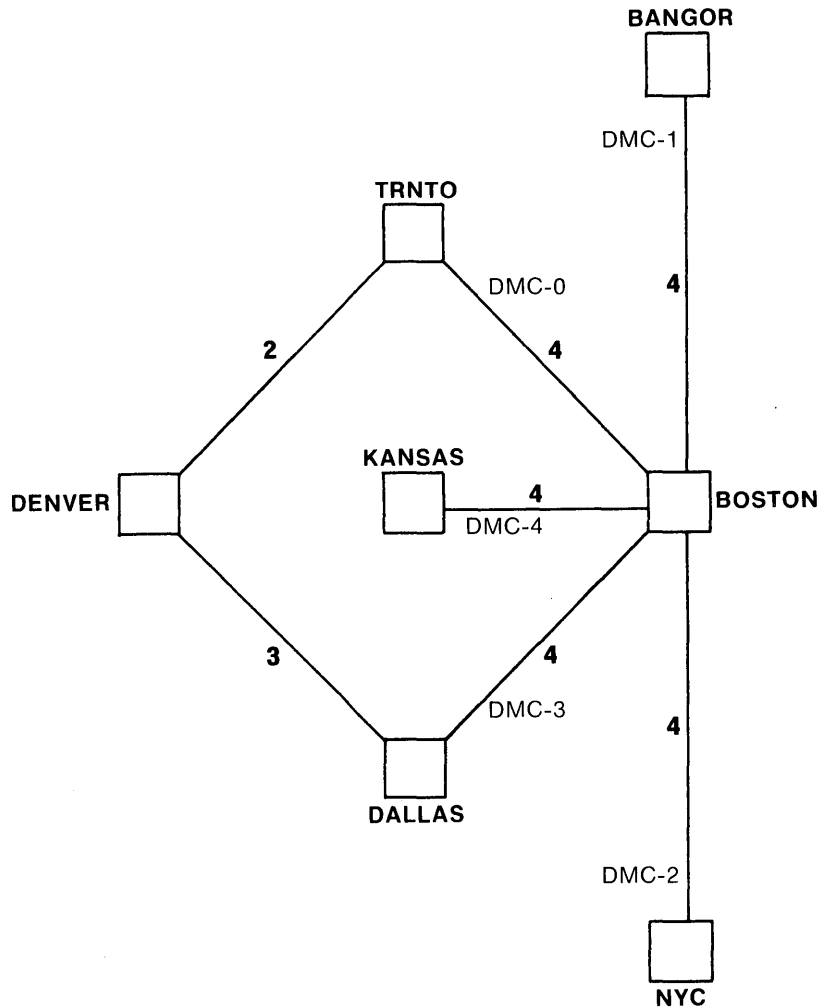 BANGOR
DMC-1
TRNTO
DMC-0
4
2
4
KANSAS
DENVER
4
BOSTON
DMC-4
3
4
DMC-3
4
DALLAS
DMC-2
NYC